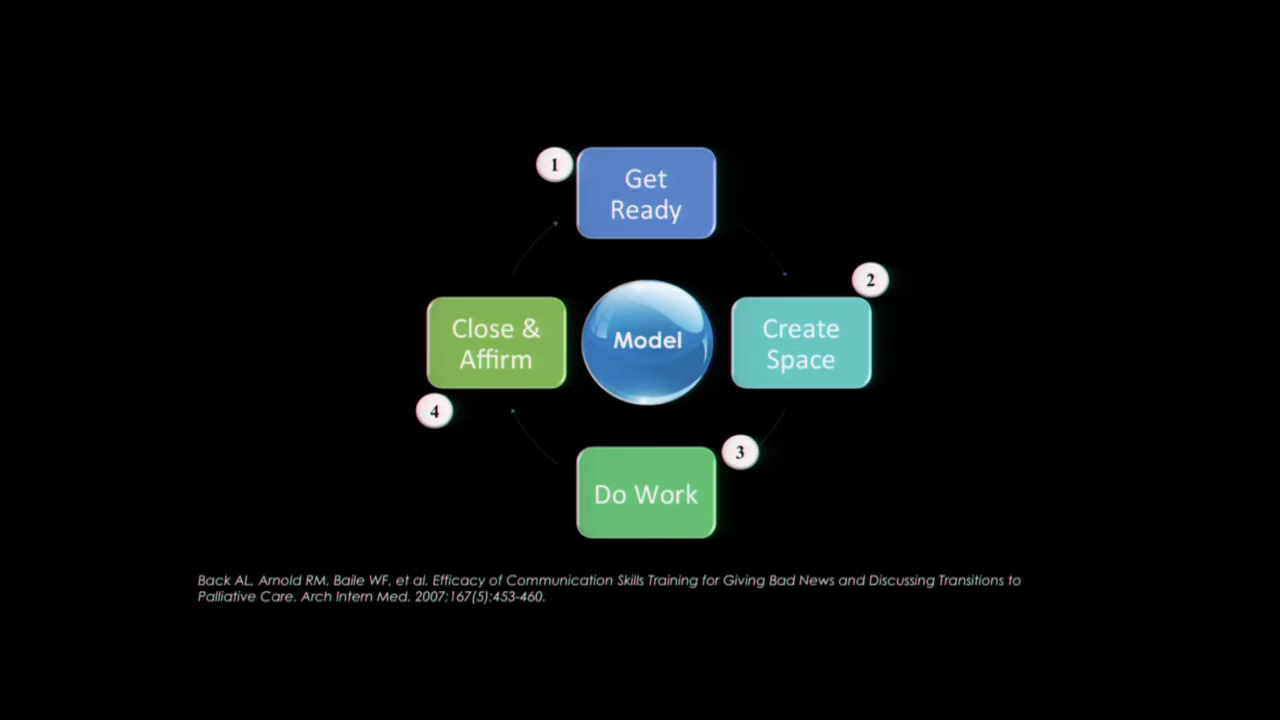 1
Get
Ready
2
Create
Space
Model
Close &
Affirm
4
3
Do Work
Back AL, Arnold RM, Baile WF, et al. Efficacy of Communication Skills Training for Giving Bad News and Discussing Transitions to
Palliative Care. Arch Intern Med. 2007;167(5):453-460.